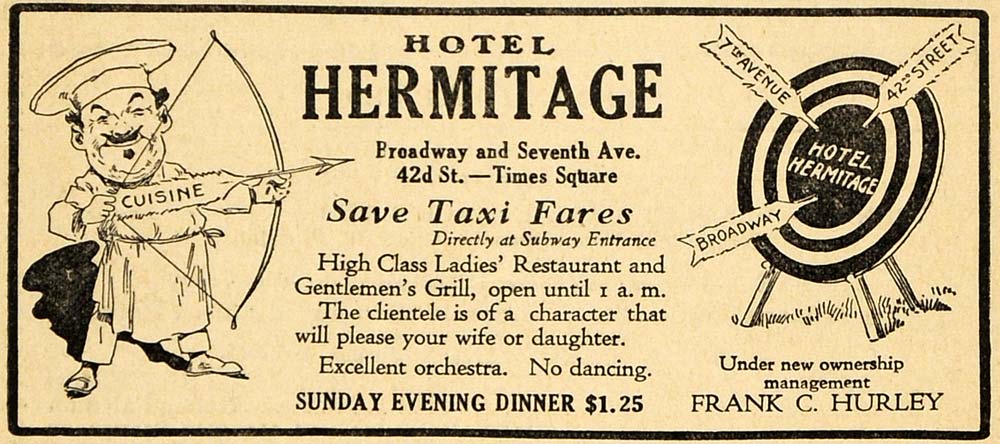 HOTEL
HERMITAGE
Broadway and Seventh Ave.
42d St.—Times Square
Save Taxi Fares
Directly at Subway Entrance
High Class Ladies' Restaurant and
Gentlemen's Grill, open until 1 a. m.
The clientele is of a character that
will please your wife or daughter.
Excellent orchestra. No dancing.
SUNDAY EVENING DINNER $1.25
CUISINE
7TH AVENUE
42ND STREET
HOTEL
HERMITAGE
BROADWAY
Under new ownership
management
FRANK C. HURLEY